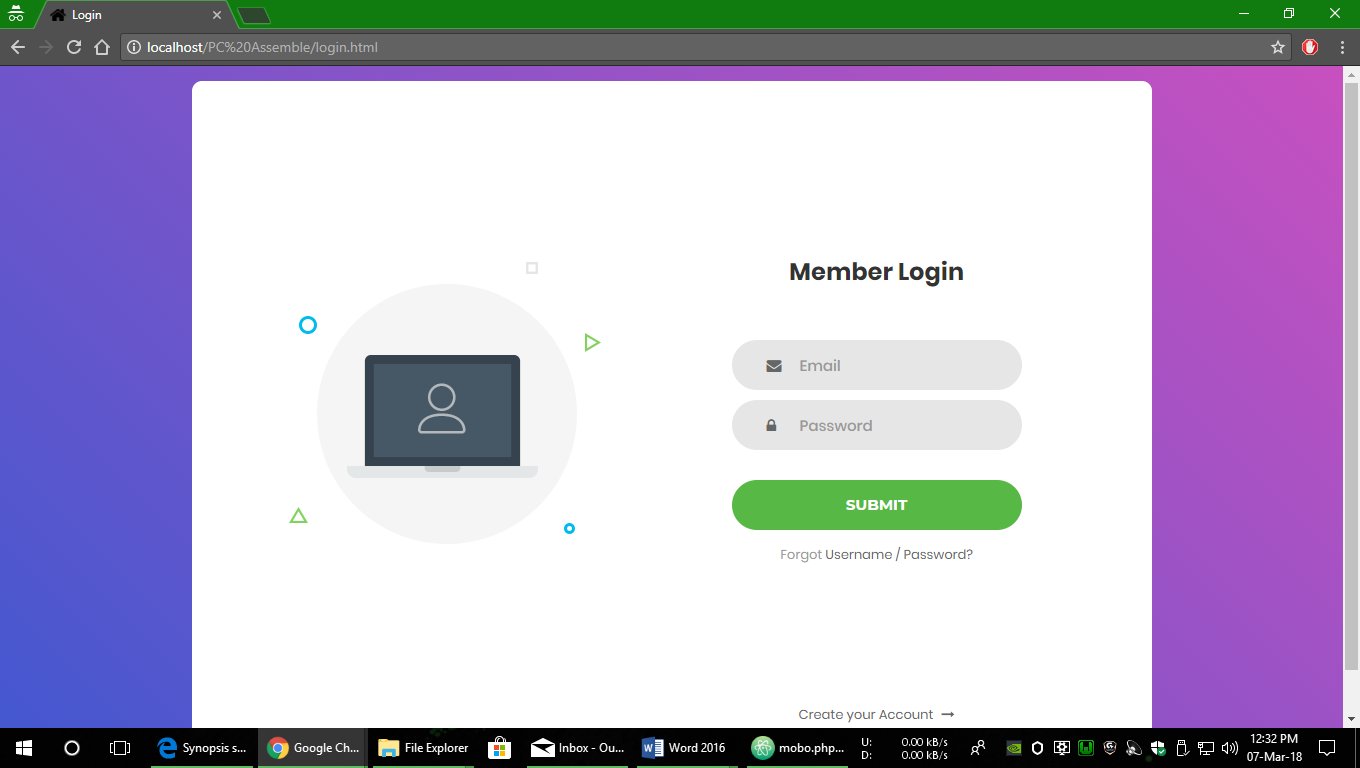 Login
localhost/PC%20Assemble/login.html
Member Login
Email
Password
SUBMIT
Forgot Username / Password?
Create your Account
Synopsis s...
Google Ch...
File Explorer
Inbox - Ou...
Word 2016
mobo.php...
U: 0.00 kB/s
D: 0.00 kB/s
12:32 PM
07-Mar-18